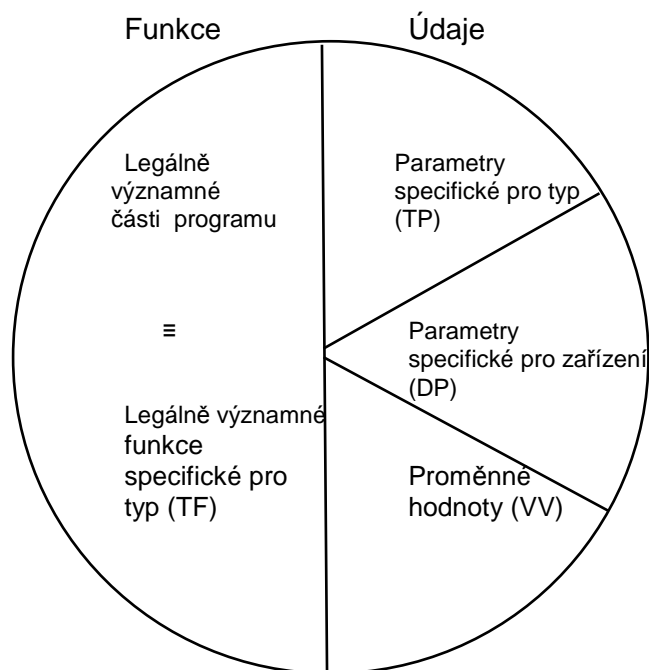 Funkce
Údaje
Legálně
významné
části programu
≡
Legálně významné
funkce
specifické pro
typ (TF)
Parametry
specifické pro typ
(TP)
Parametry
specifické pro zařízení
(DP)
Proměnné
hodnoty (VV)